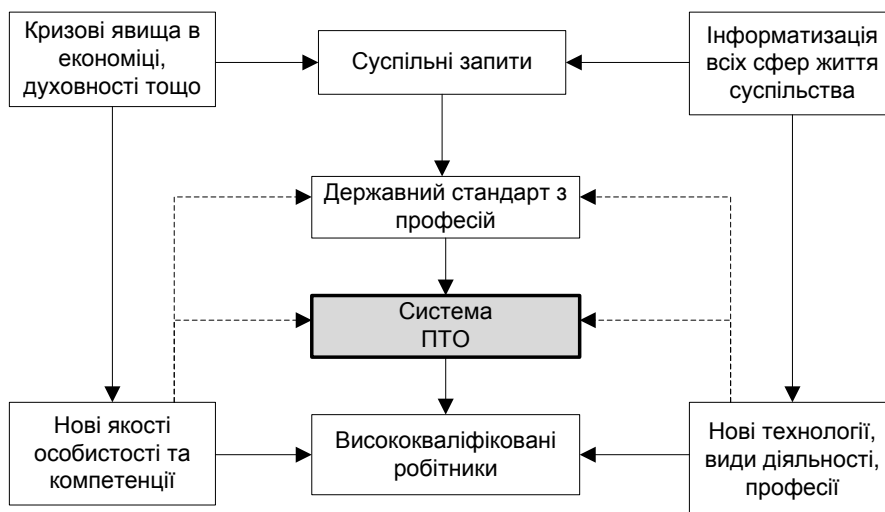 Кризові явища в
економіці,
духовності тощо
Суспільні запити
Інформатизація
всіх сфер життя
суспільства
Державний стандарт з
професій
Система
ПТО
Нові якості
особистості та
компетенції
Висококваліфіковані
робітники
Нові технології,
види діяльності,
професії